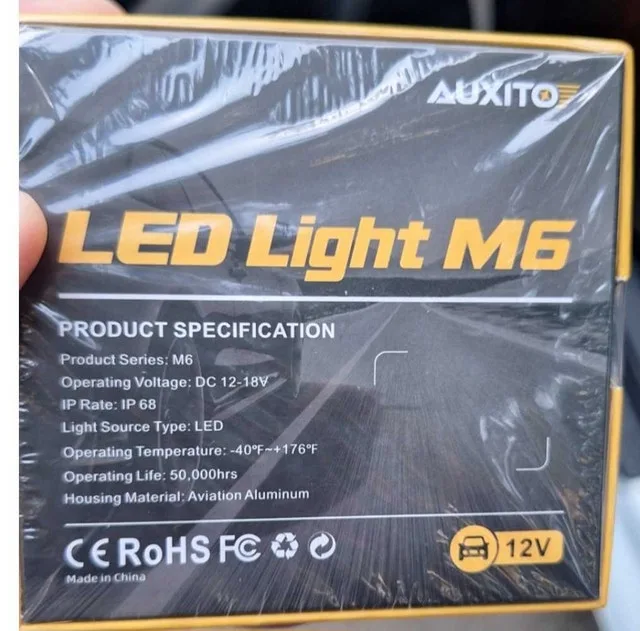 AUXITO
LED Light M6
PRODUCT SPECIFICATION
Product Series: M6
Operating Voltage: DC 12-18V
IP Rate: IP 68
Light Source Type: LED
Operating Temperature: -40℉~+176℉
Operating Life: 50,000hrs
Housing Material: Aviation Aluminum
CE RoHS FC
12V
Made in China